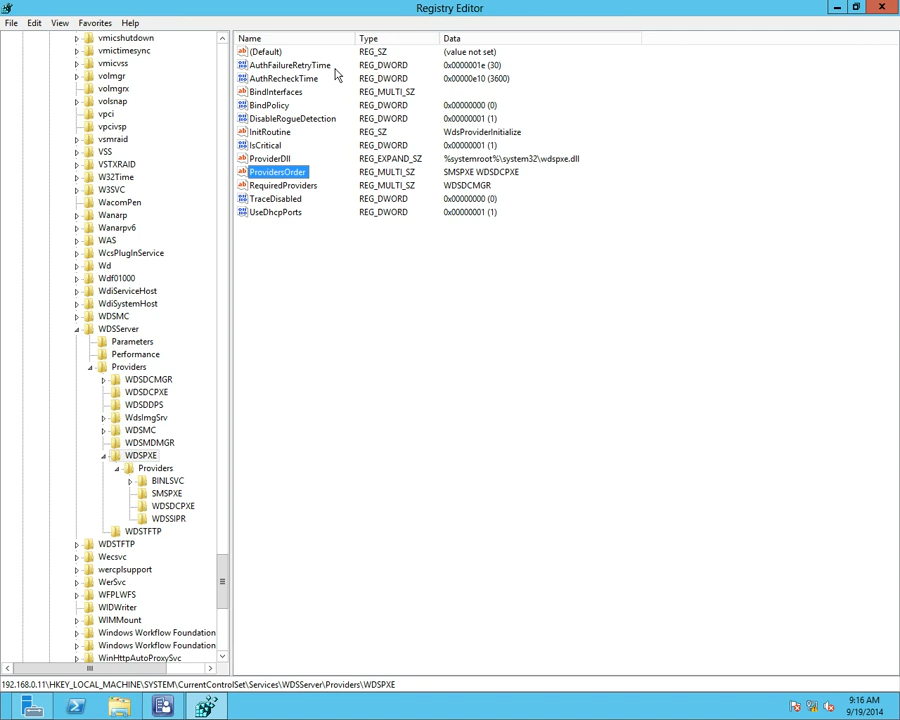 Registry Editor
File Edit View Favorites Help
vmicshutdown
vmictimesync
vmicvss
volmgr
volmgrx
volsnap
vpci
vpcivsp
vsmraid
VSS
VSTXRAID
W32Time
W3SVC
WacomPen
Wanarp
Wanarpv6
WAS
WcsPlugInService
Wd
Wdf01000
WdiServiceHost
WdiSystemHost
WDSMC
WDSServer
Parameters
Performance
Providers
WDSDCMGR
WDSDCPXE
WDSDDPS
WdsImgSrv
WDSMC
WDSMDMGR
WDSPXE
Providers
BINLSVC
SMSPXE
WDSDCPXE
WDSSIPR
WDSTFTP
WDSTFTP
Wecsvc
wercplsupport
WerSvc
WFPLWFS
WIDWriter
WIMMount
Windows Workflow Foundation
Windows Workflow Foundation
WinHttpAutoProxySvc
Name Type Data
(Default) REG_SZ (value not set)
AuthFailureRetryTime REG_DWORD 0x0000001e (30)
AuthRecheckTime REG_DWORD 0x00000e10 (3600)
BindInterfaces REG_MULTI_SZ
BindPolicy REG_DWORD 0x00000000 (0)
DisableRogueDetection REG_DWORD 0x00000001 (1)
InitRoutine REG_SZ WdsProviderInitialize
IsCritical REG_DWORD 0x00000001 (1)
ProviderDll REG_EXPAND_SZ %systemroot%\system32\wdspxe.dll
ProvidersOrder REG_MULTI_SZ SMSPXE WDSDCPXE
RequiredProviders REG_MULTI_SZ WDSDCMGR
TraceDisabled REG_DWORD 0x00000000 (0)
UseDhcpPorts REG_DWORD 0x00000001 (1)
192.168.0.11\HKEY_LOCAL_MACHINE\SYSTEM\CurrentControlSet\Services\WDSServer\Providers\WDSPXE
9:16 AM
9/19/2014